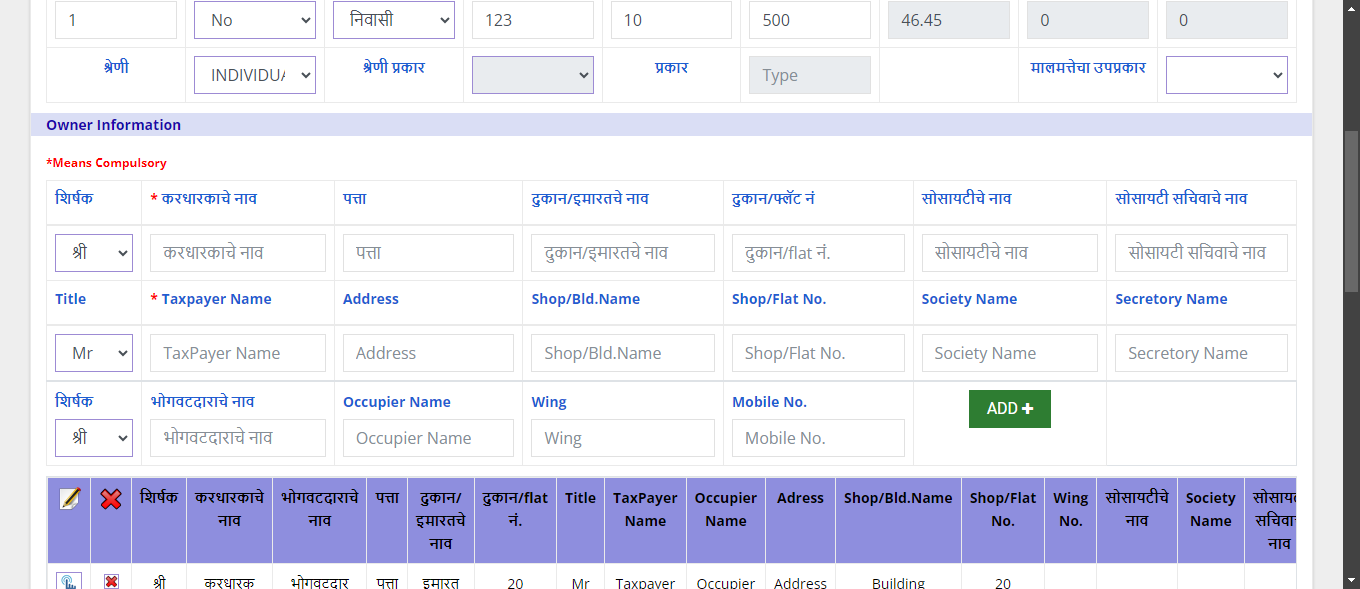 1 No निवासी 123 10 500 46.45 0 0
श्रेणी INDIVIDUA श्रेणी प्रकार प्रकार Type मालमत्तेचा उपप्रकार
Owner Information
*Means Compulsory
शिर्षक * करधारकाचे नाव पत्ता दुकान/इमारतचे नाव दुकान/फ्लॅट नं सोसायटीचे नाव सोसायटी सचिवाचे नाव
श्री करधारकाचे नाव पत्ता दुकान/इमारतचे नाव दुकान/flat नं. सोसायटीचे नाव सोसायटी सचिवाचे नाव
Title * Taxpayer Name Address Shop/Bld.Name Shop/Flat No. Society Name Secretory Name
Mr TaxPayer Name Address Shop/Bld.Name Shop/Flat No. Society Name Secretory Name
शिर्षक भोगवटदाराचे नाव Occupier Name Wing Mobile No. ADD
श्री भोगवटदाराचे नाव Occupier Name Wing Mobile No.
शिर्षक करधारकाचे भोगवटदाराचे पत्ता दुकान/ दुकान/flat Title TaxPayer Occupier Adress Shop/Bld.Name Shop/Flat Wing सोसायटीचे Society सोसाय
नाव नाव इमारतचे नं. Name Name No. No. नाव Name सचिवा
नाव नाव
श्री करधारक भोगवटदार पत्ता इमारत 20 Mr Taxpayer Occupier Address Building 20